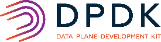 DPDK
DATA PLANE DEVELOPMENT KIT